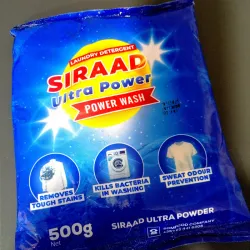 LAUNDRY DETERGENT
SIRAAD
Ultra Power
POWER WASH
REMOVES
TOUGH STAINS
KILLS BACTERIA
IN WASHING
SWEAT ODOUR
PREVENTION
500g
Net
SIRAAD ULTRA POWDER